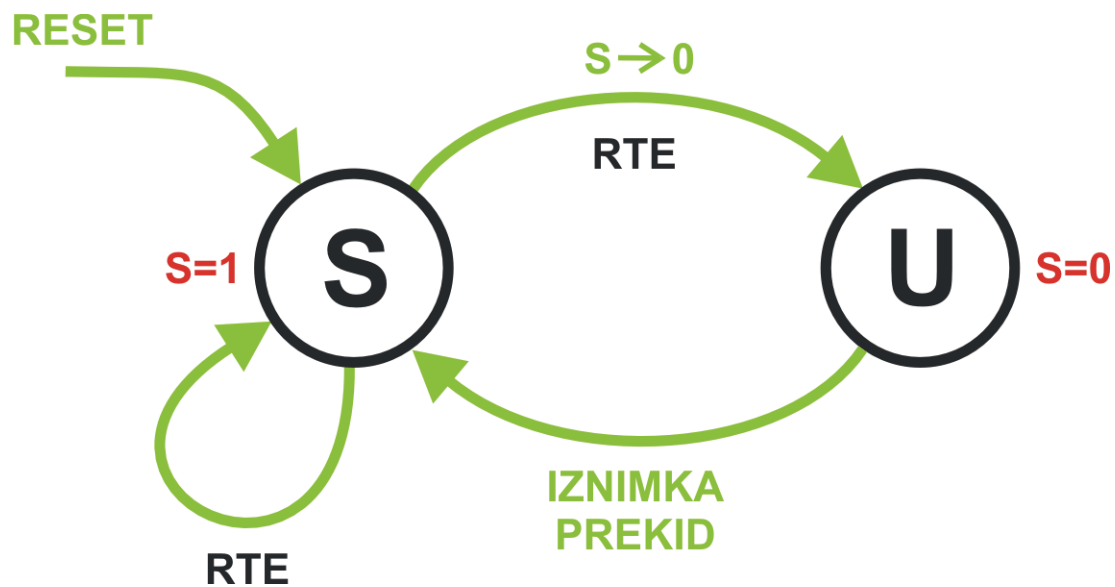 RESET
S→0
RTE
S=1
S
U
S=0
IZNIMKA
PREKID
RTE